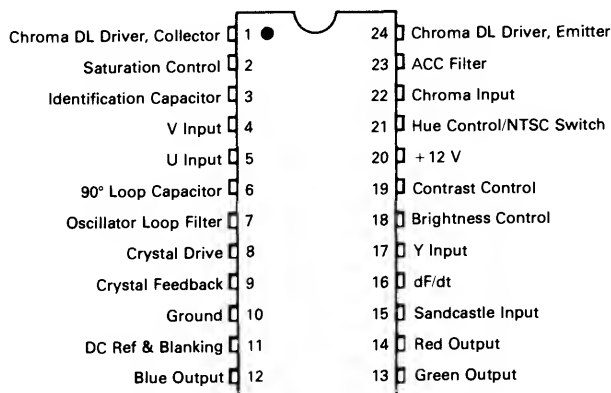 Chroma DL Driver, Collector 1 24 Chroma DL Driver, Emitter
Saturation Control 2 23 ACC Filter
Identification Capacitor 3 22 Chroma Input
V Input 4 21 Hue Control/NTSC Switch
U Input 5 20 +12 V
90° Loop Capacitor 6 19 Contrast Control
Oscillator Loop Filter 7 18 Brightness Control
Crystal Drive 8 17 Y Input
Crystal Feedback 9 16 dF/dt
Ground 10 15 Sandcastle Input
DC Ref & Blanking 11 14 Red Output
Blue Output 12 13 Green Output